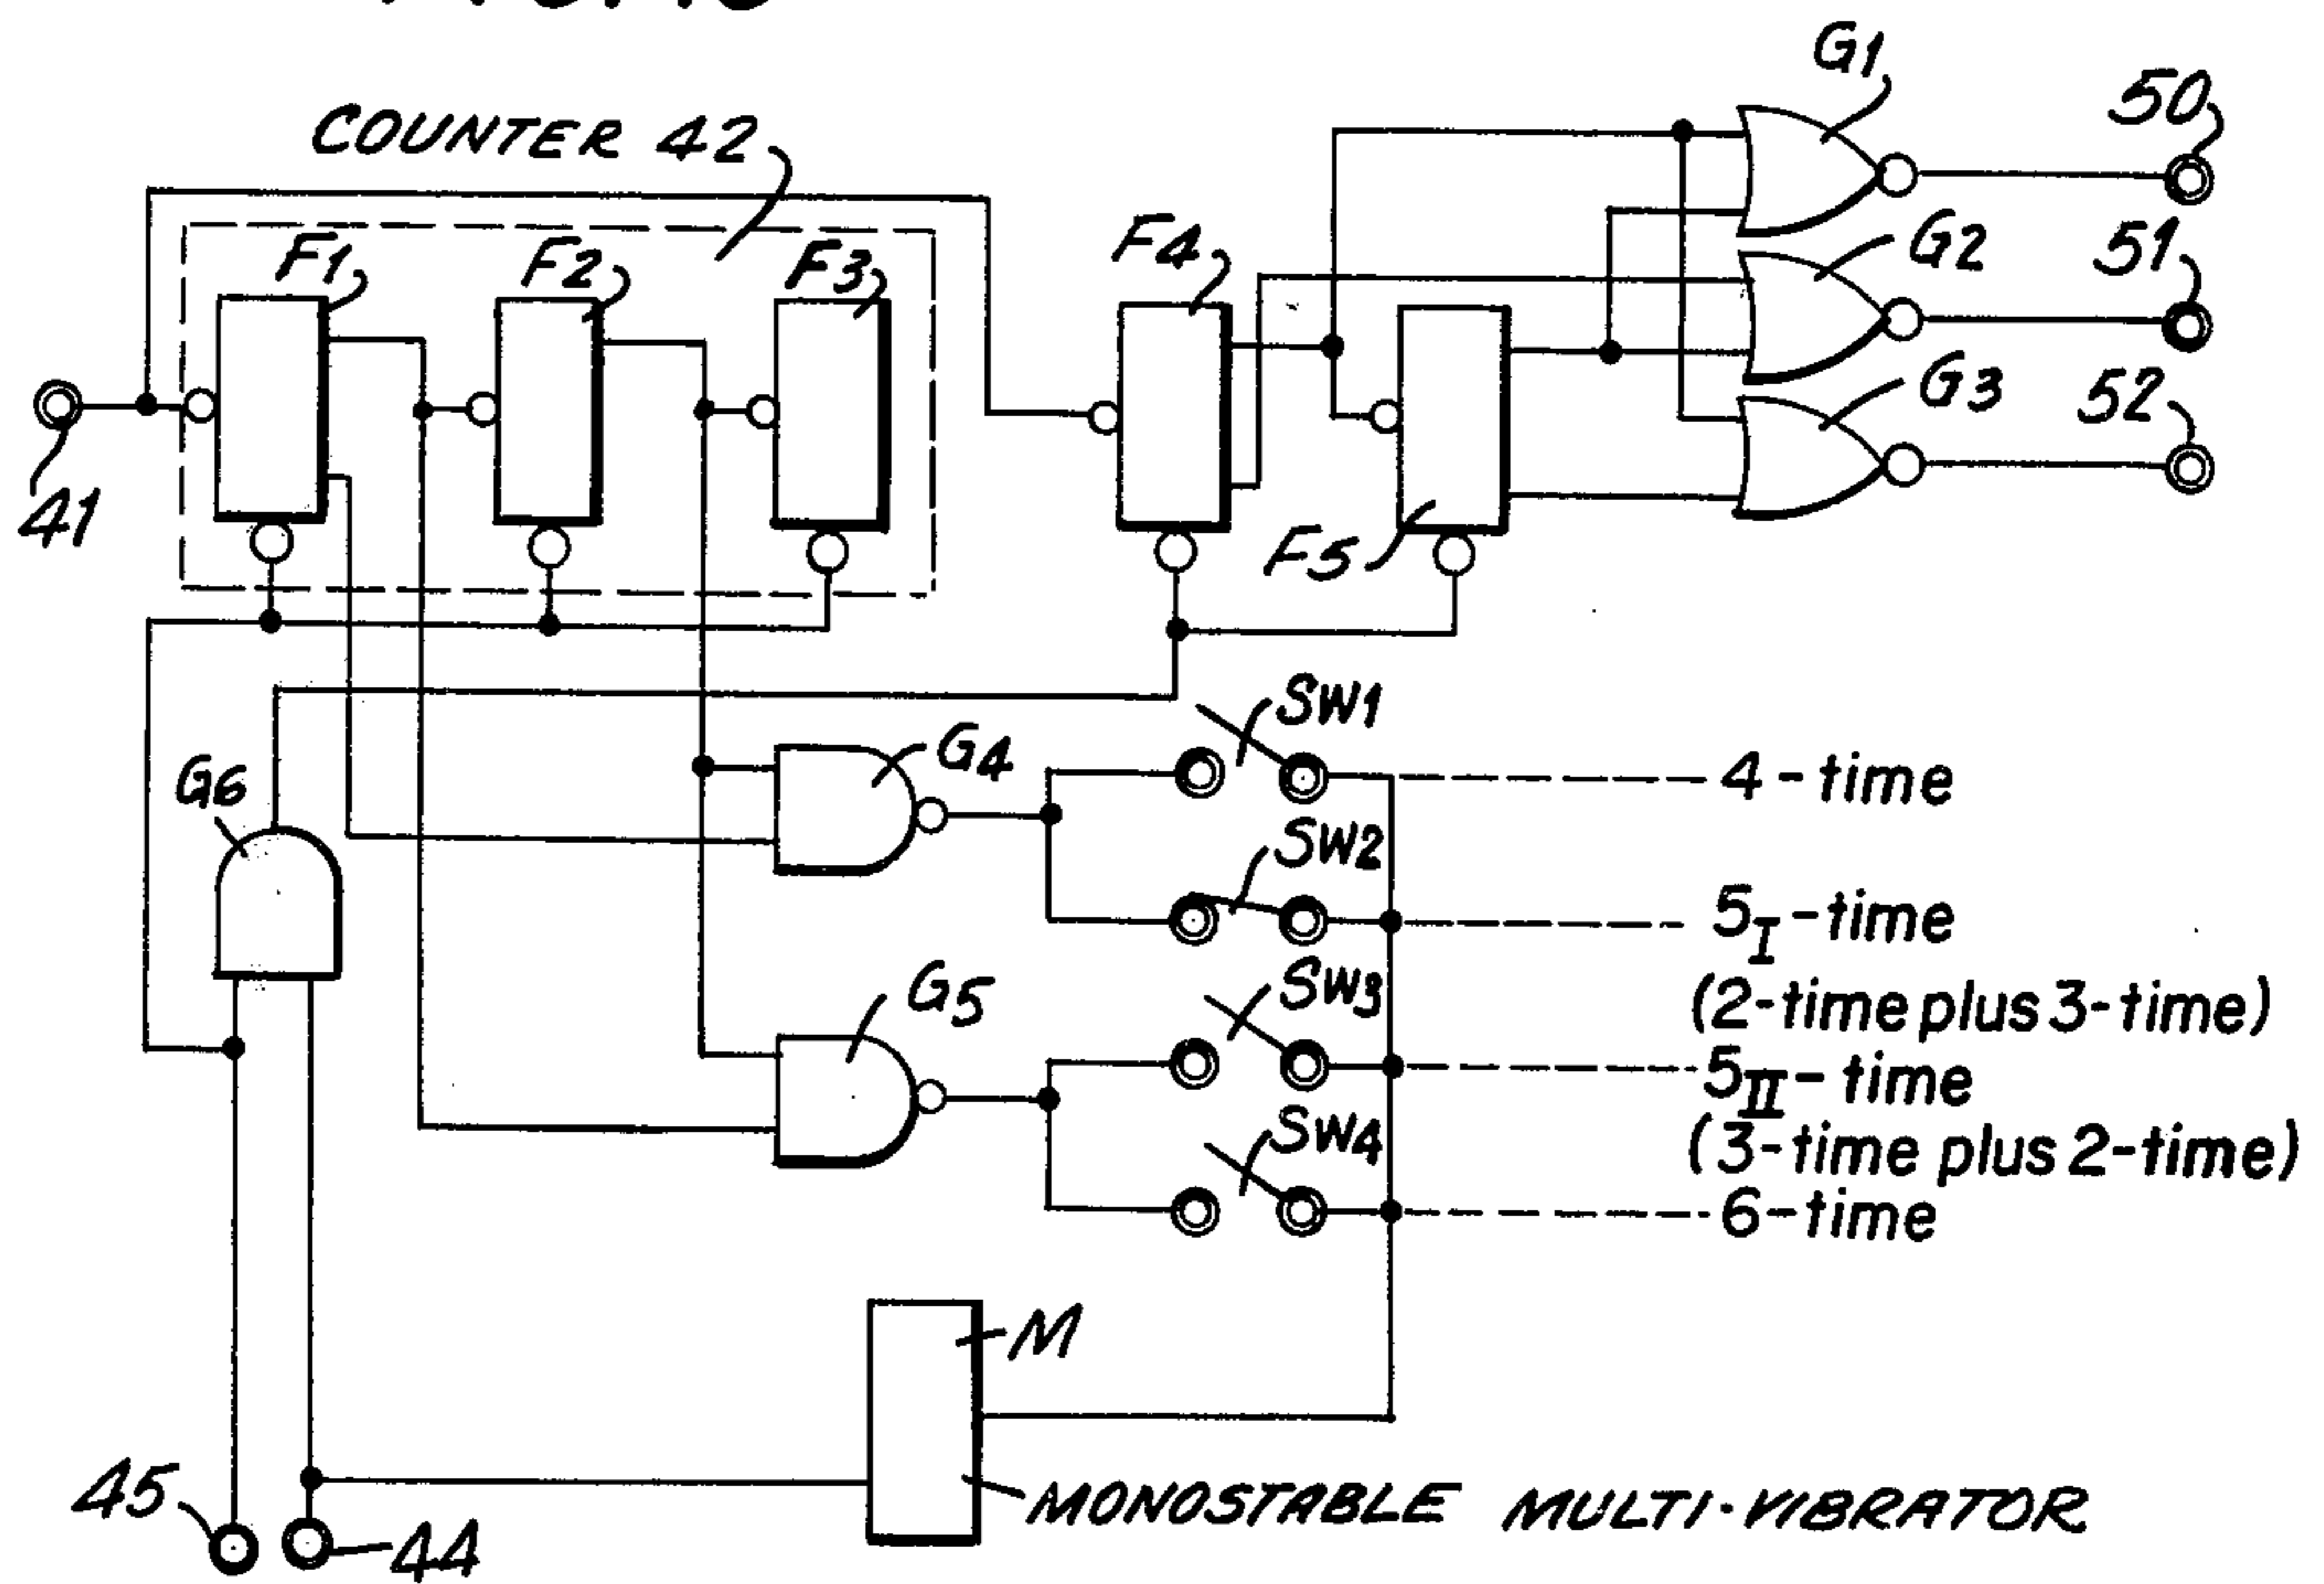 COUNTER 42
G1
50
F1
F2
F3
F4
G2
51
G3
52
41
F5
SW1
G4
G6
4-time
SW2
5I-time
(2-time plus 3-time)
G5
SW3
5II-time
(3-time plus 2-time)
SW4
6-time
M
45
44
MONOSTABLE MULTI-VIBRATOR